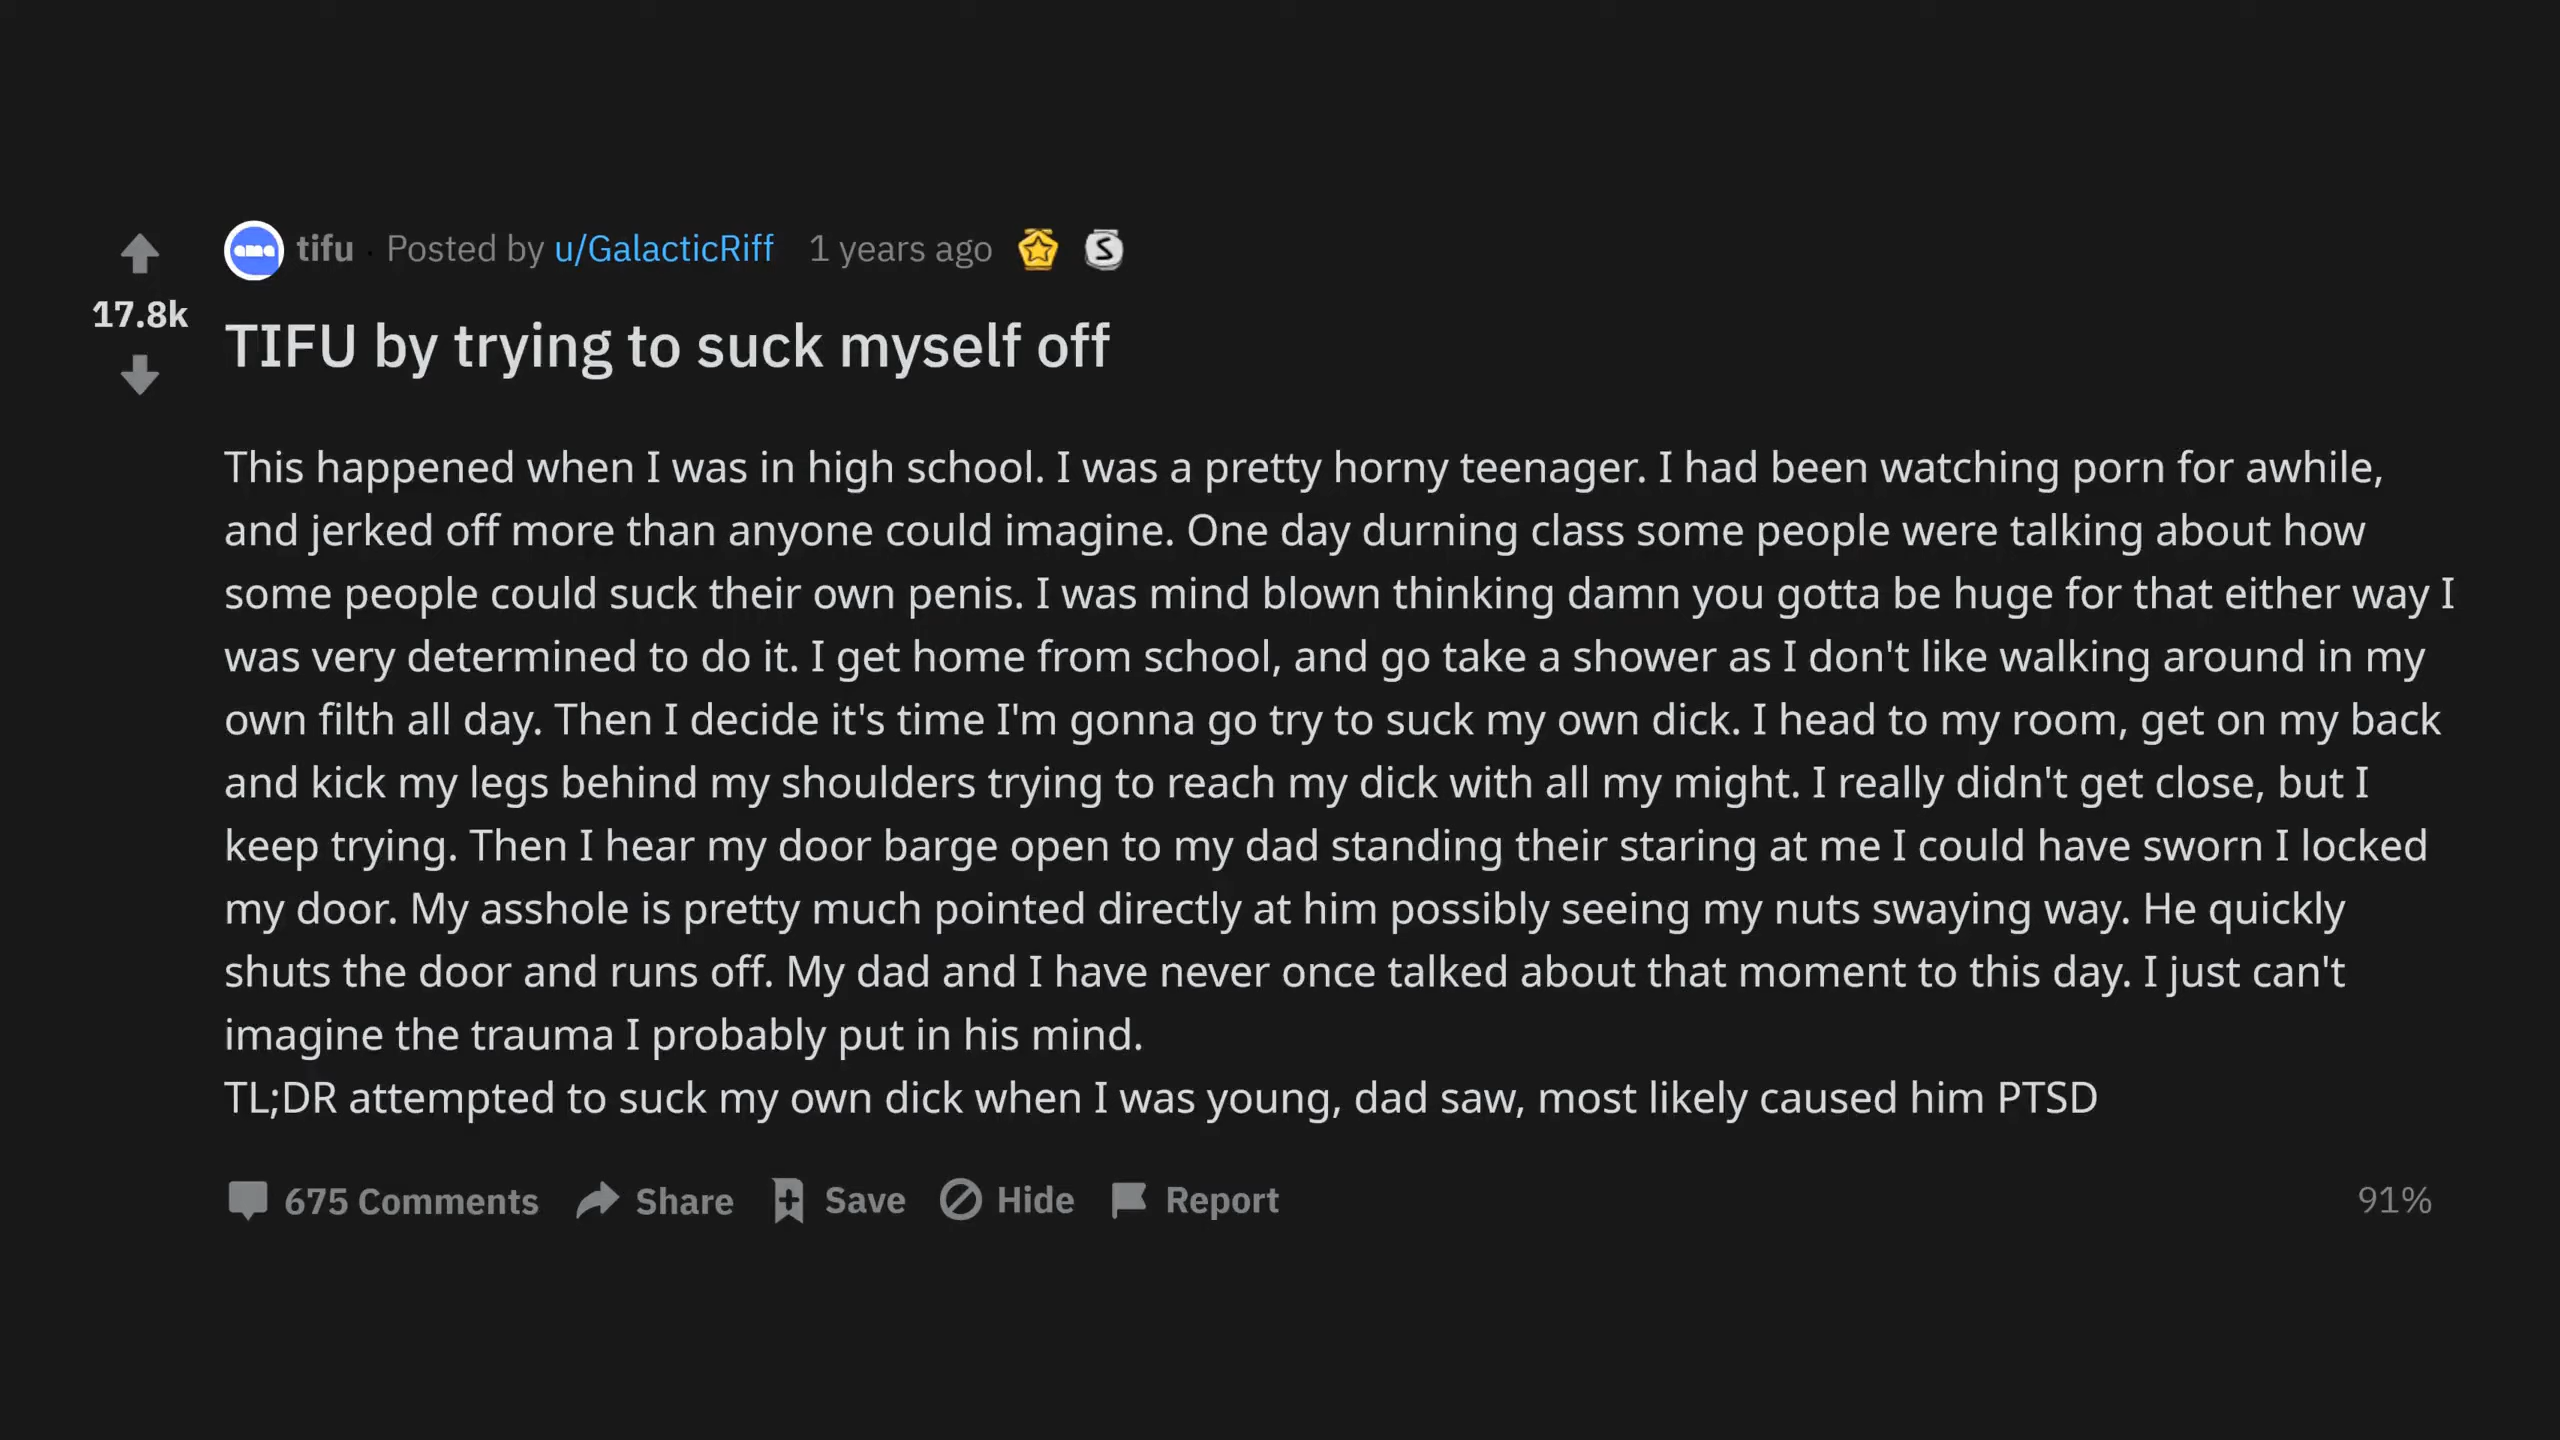 ama tifu · Posted by u/GalacticRiff 1 years ago S
17.8k
TIFU by trying to suck myself off
This happened when I was in high school. I was a pretty horny teenager. I had been watching porn for awhile,
and jerked off more than anyone could imagine. One day durning class some people were talking about how
some people could suck their own penis. I was mind blown thinking damn you gotta be huge for that either way I
was very determined to do it. I get home from school, and go take a shower as I don't like walking around in my
own filth all day. Then I decide it's time I'm gonna go try to suck my own dick. I head to my room, get on my back
and kick my legs behind my shoulders trying to reach my dick with all my might. I really didn't get close, but I
keep trying. Then I hear my door barge open to my dad standing their staring at me I could have sworn I locked
my door. My asshole is pretty much pointed directly at him possibly seeing my nuts swaying way. He quickly
shuts the door and runs off. My dad and I have never once talked about that moment to this day. I just can't
imagine the trauma I probably put in his mind.
TL;DR attempted to suck my own dick when I was young, dad saw, most likely caused him PTSD
675 Comments Share Save Hide Report 91%